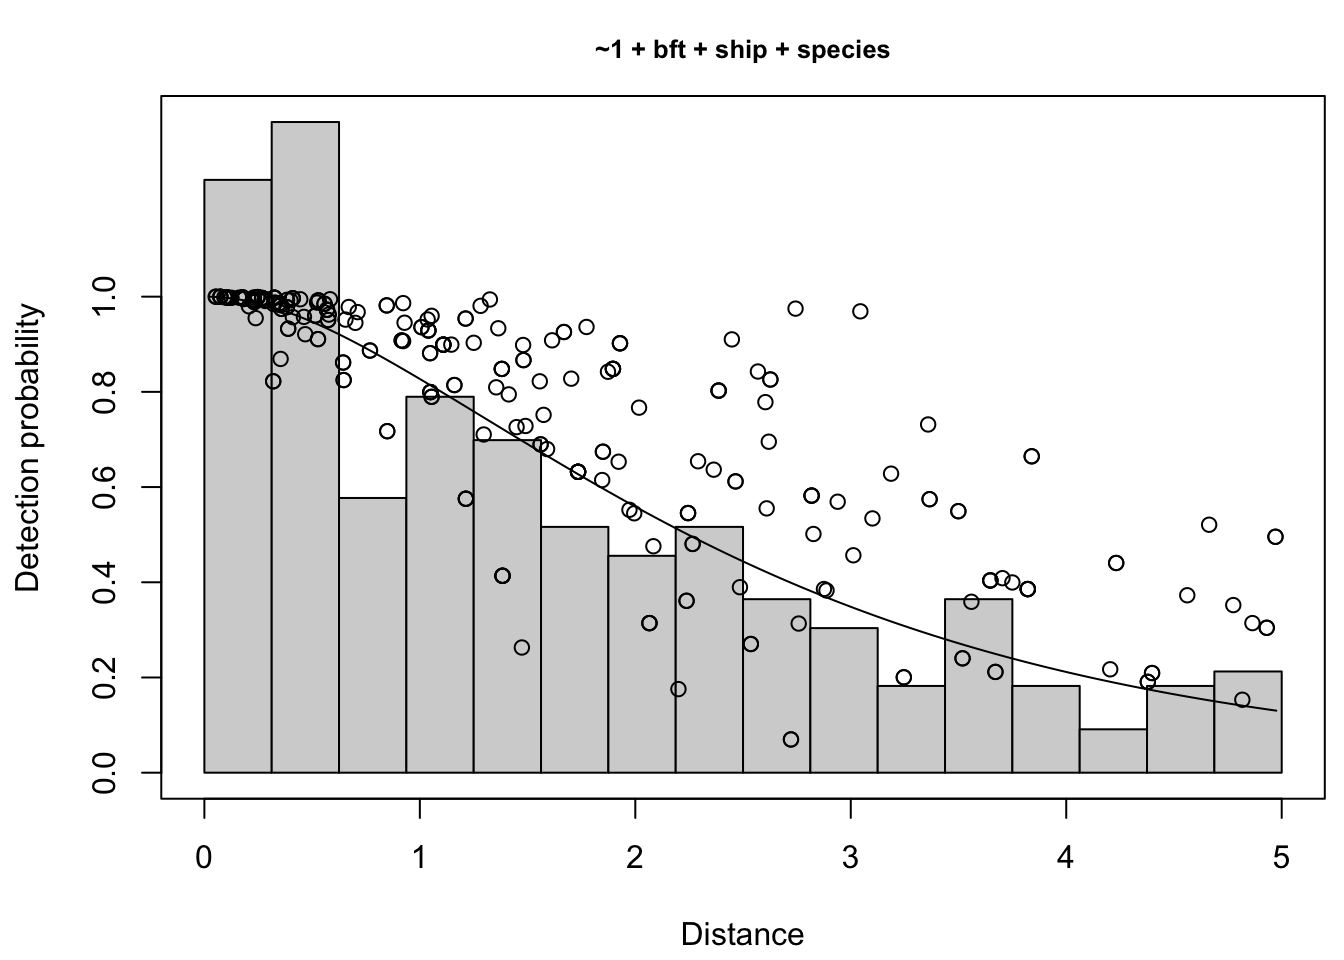 ~1 + bft + ship + species
Detection probability
1.0
0.8
0.6
0.4
0.2
0.0
0 1 2 3 4 5
Distance